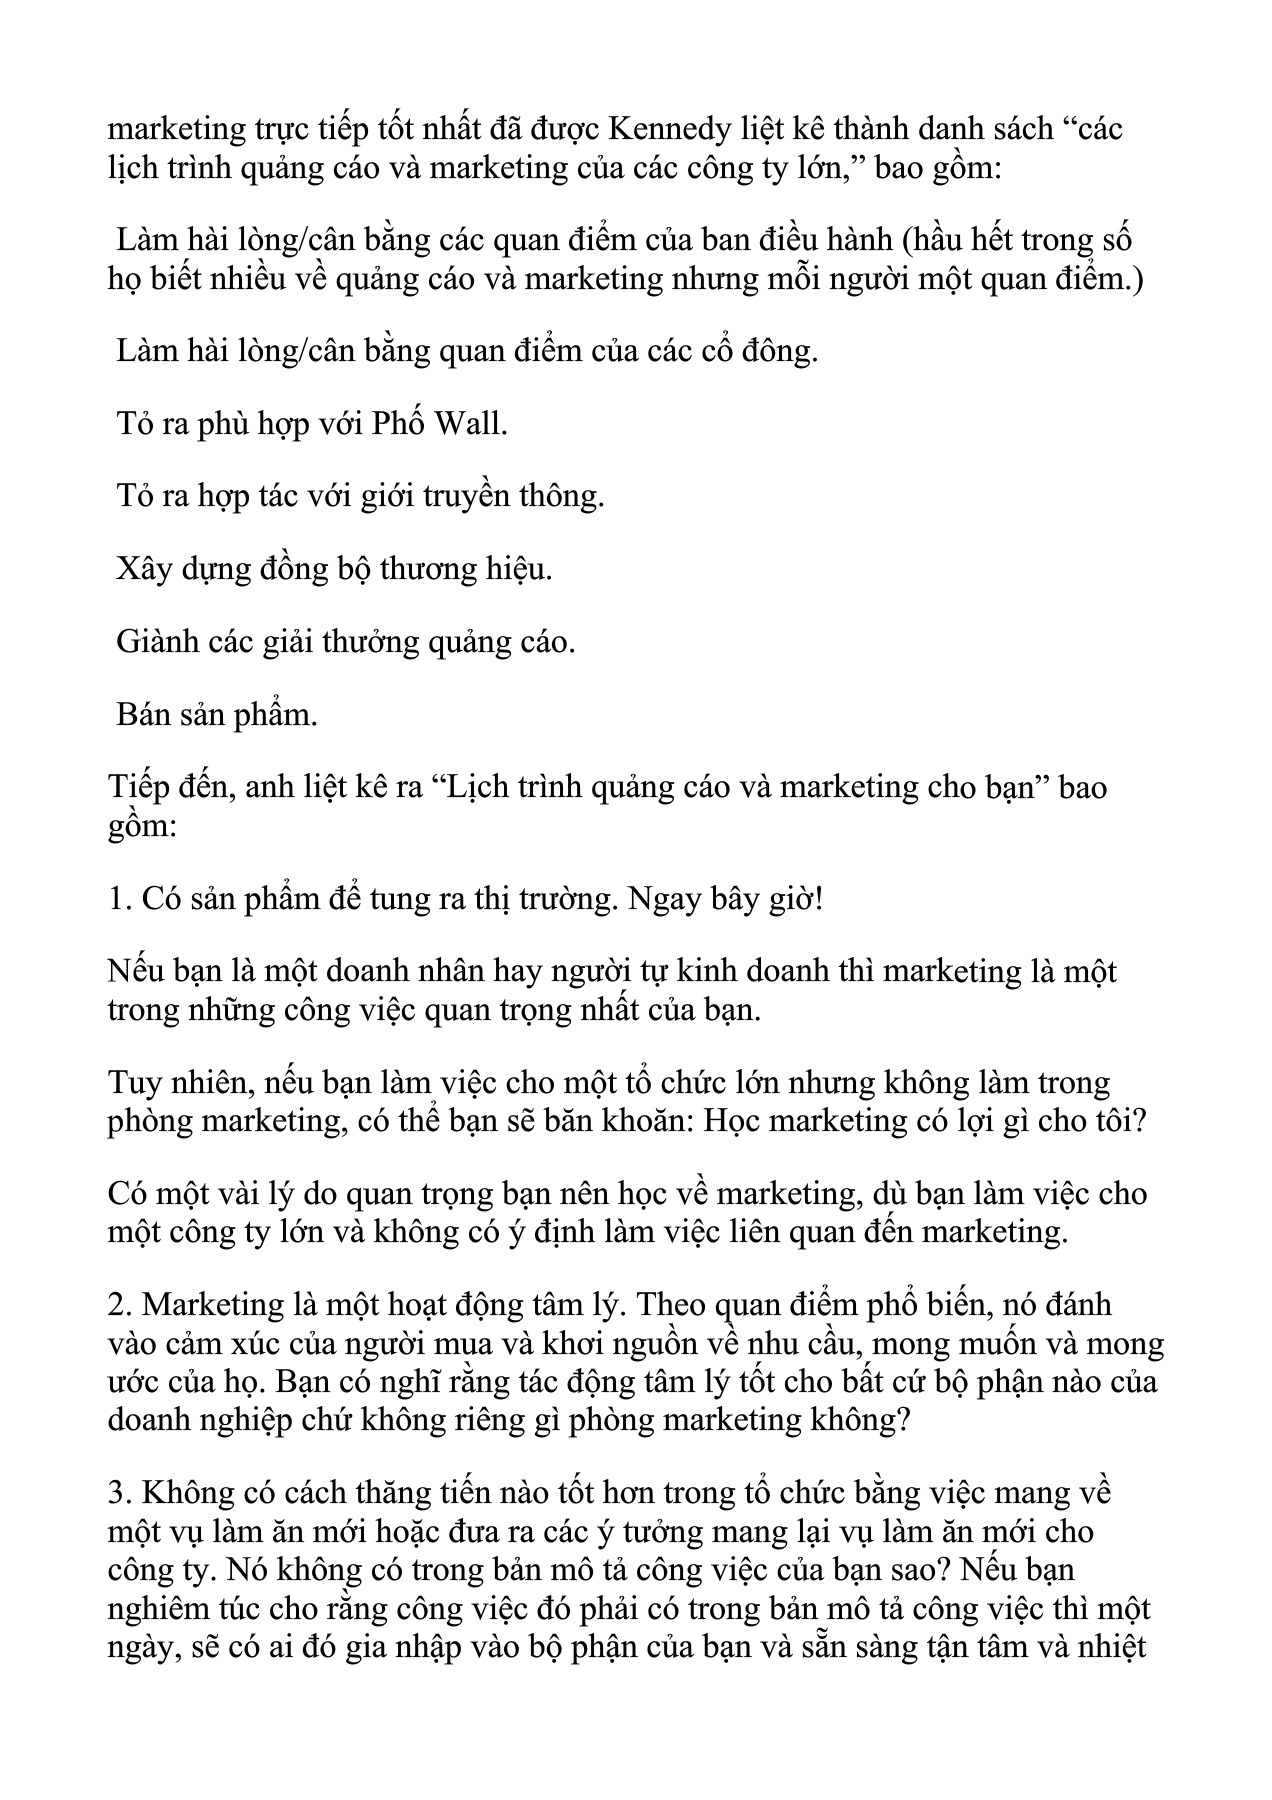 marketing trực tiếp tốt nhất đã được Kennedy liệt kê thành danh sách “các
lịch trình quảng cáo và marketing của các công ty lớn,” bao gồm:
Làm hài lòng/cân bằng các quan điểm của ban điều hành (hầu hết trong số
họ biết nhiều về quảng cáo và marketing nhưng mỗi người một quan điểm.)
Làm hài lòng/cân bằng quan điểm của các cổ đông.
Tỏ ra phù hợp với Phố Wall.
Tỏ ra hợp tác với giới truyền thông.
Xây dựng đồng bộ thương hiệu.
Giành các giải thưởng quảng cáo.
Bán sản phẩm.
Tiếp đến, anh liệt kê ra “Lịch trình quảng cáo và marketing cho bạn” bao
gồm:
1. Có sản phẩm để tung ra thị trường. Ngay bây giờ!
Nếu bạn là một doanh nhân hay người tự kinh doanh thì marketing là một
trong những công việc quan trọng nhất của bạn.
Tuy nhiên, nếu bạn làm việc cho một tổ chức lớn nhưng không làm trong
phòng marketing, có thể bạn sẽ băn khoăn: Học marketing có lợi gì cho tôi?
Có một vài lý do quan trọng bạn nên học về marketing, dù bạn làm việc cho
một công ty lớn và không có ý định làm việc liên quan đến marketing.
2. Marketing là một hoạt động tâm lý. Theo quan điểm phổ biến, nó đánh
vào cảm xúc của người mua và khơi nguồn về nhu cầu, mong muốn và mong
ước của họ. Bạn có nghĩ rằng tác động tâm lý tốt cho bất cứ bộ phận nào của
doanh nghiệp chứ không riêng gì phòng marketing không?
3. Không có cách thăng tiến nào tốt hơn trong tổ chức bằng việc mang về
một vụ làm ăn mới hoặc đưa ra các ý tưởng mang lại vụ làm ăn mới cho
công ty. Nó không có trong bản mô tả công việc của bạn sao? Nếu bạn
nghiêm túc cho rằng công việc đó phải có trong bản mô tả công việc thì một
ngày, sẽ có ai đó gia nhập vào bộ phận của bạn và sẵn sàng tận tâm và nhiệt